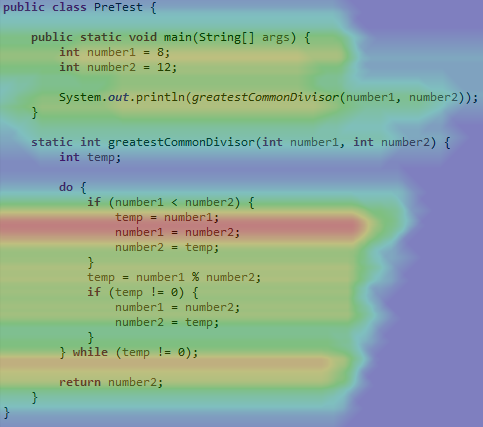 public class PreTest {
public static void main(String[] args) {
int number1 = 8;
int number2 = 12;
System.out.println(greatestCommonDivisor(number1, number2));
}
static int greatestCommonDivisor(int number1, int number2) {
int temp;
do {
if (number1 < number2) {
temp = number1;
number1 = number2;
number2 = temp;
}
temp = number1 % number2;
if (temp != 0) {
number1 = number2;
number2 = temp;
}
} while (temp != 0);
return number2;
}
}